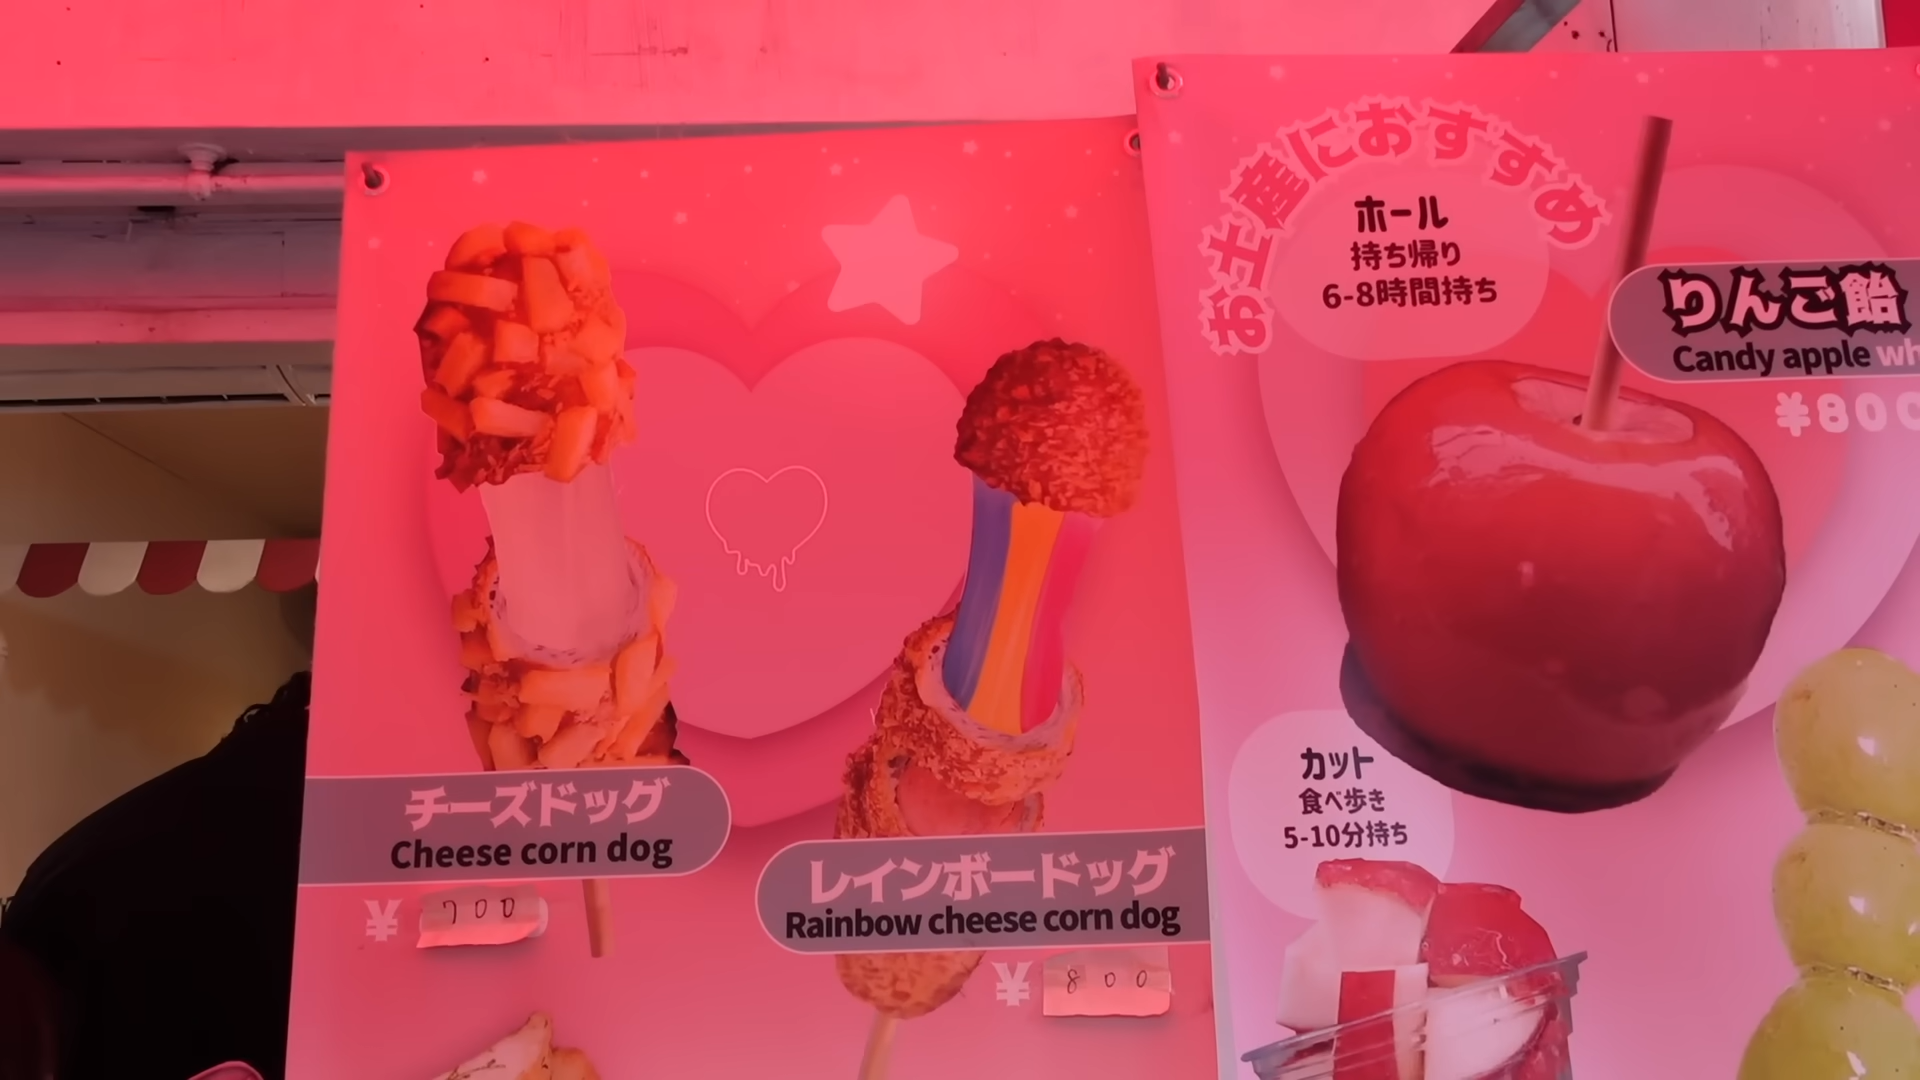 チーズドッグ
Cheese corn dog
¥ 700
レインボードッグ
Rainbow cheese corn dog
¥ 800
お土産におすすめ
ホール
持ち帰り
6-8時間持ち
りんご飴
Candy apple wh
¥800
カット
食べ歩き
5-10分持ち